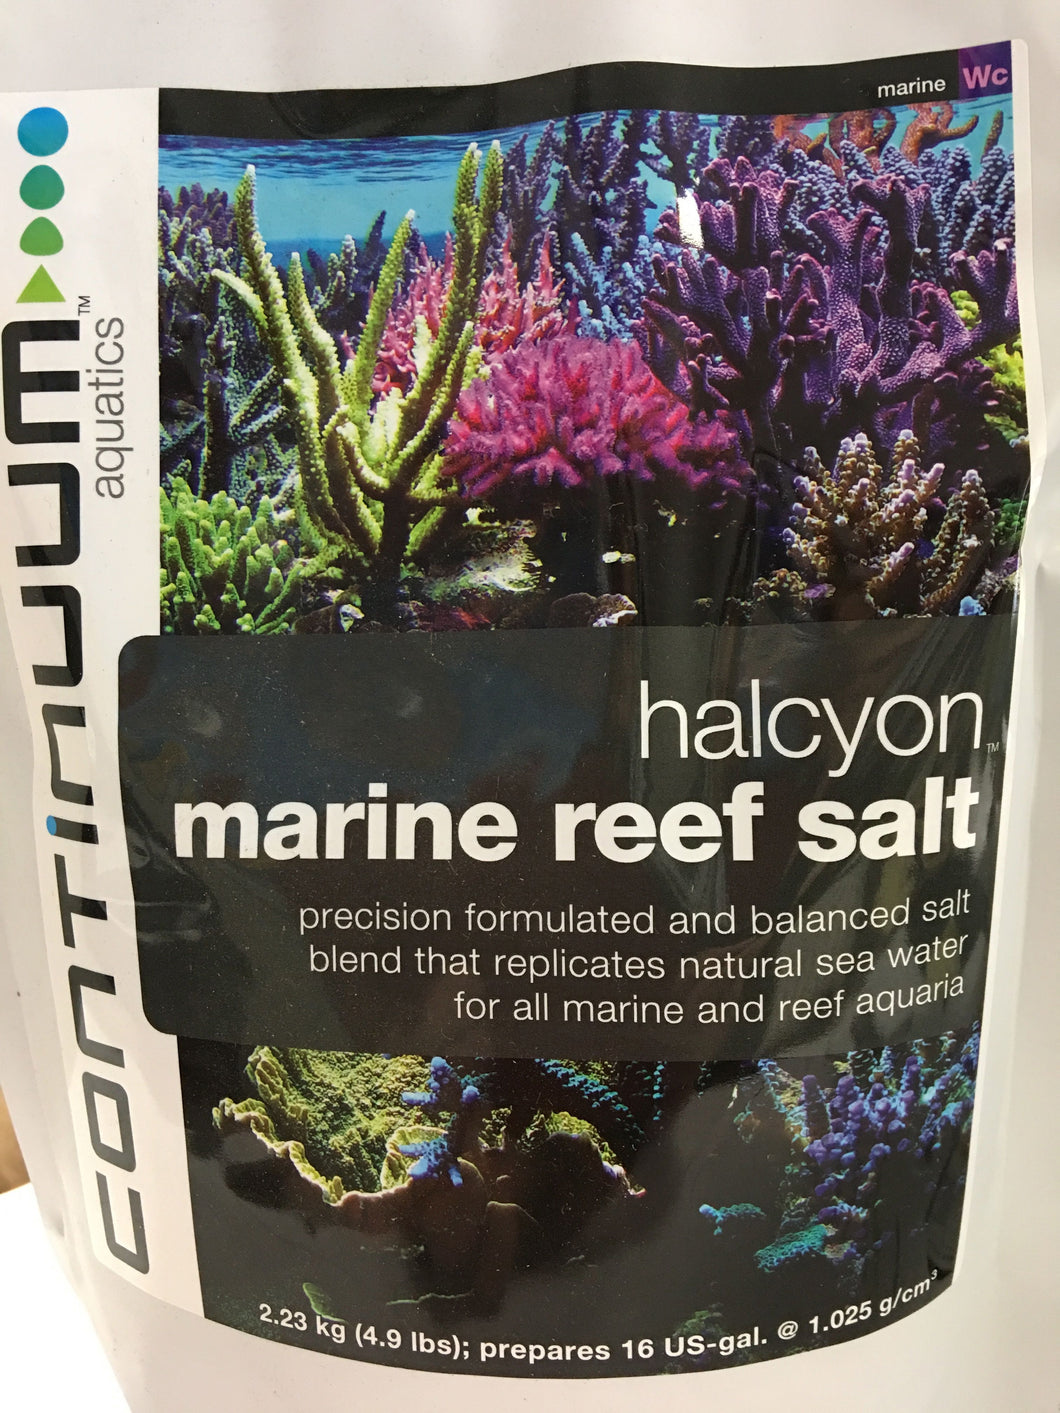 marine Wc
conTinuum™
aquatics
halcyon™
marine reef salt
precision formulated and balanced salt
blend that replicates natural sea water
for all marine and reef aquaria
2.23 kg (4.9 lbs); prepares 16 US-gal. @ 1.025 g/cm³